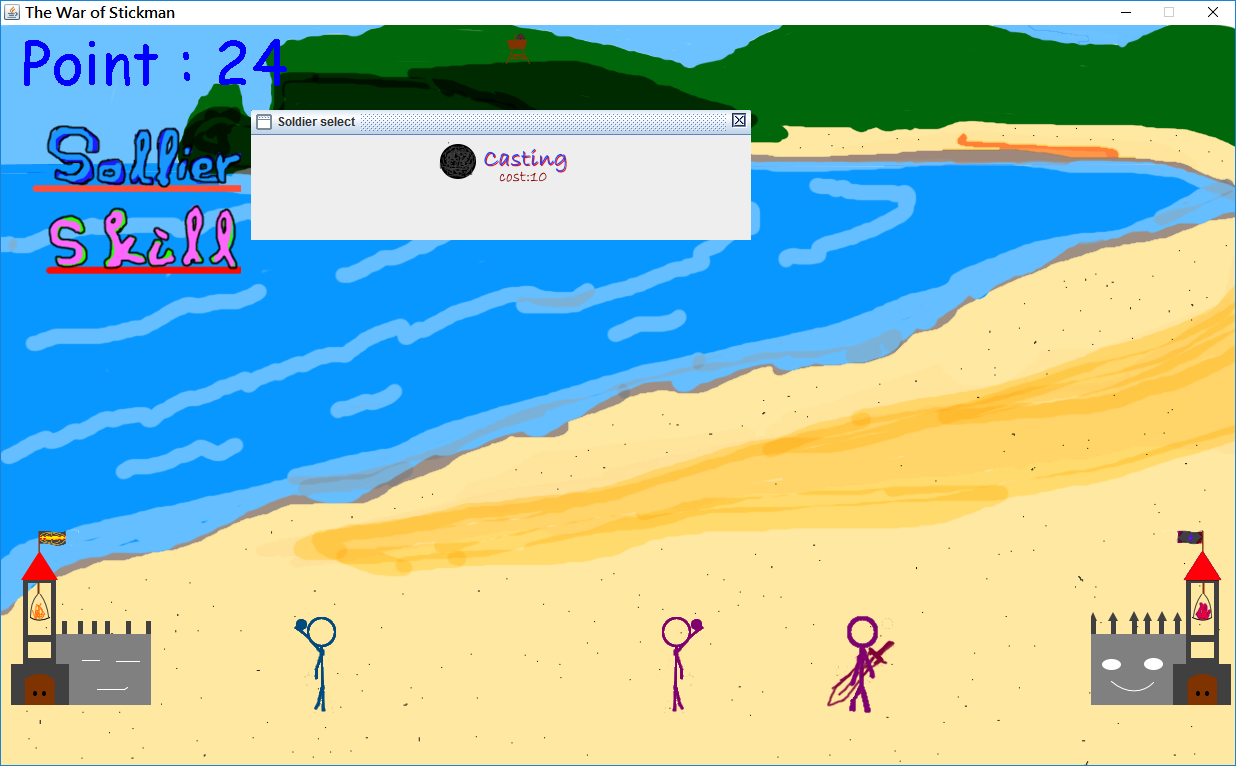 The War of Stickman
Point : 24
Soldier select
Casting
cost:10
Sollier
Skill